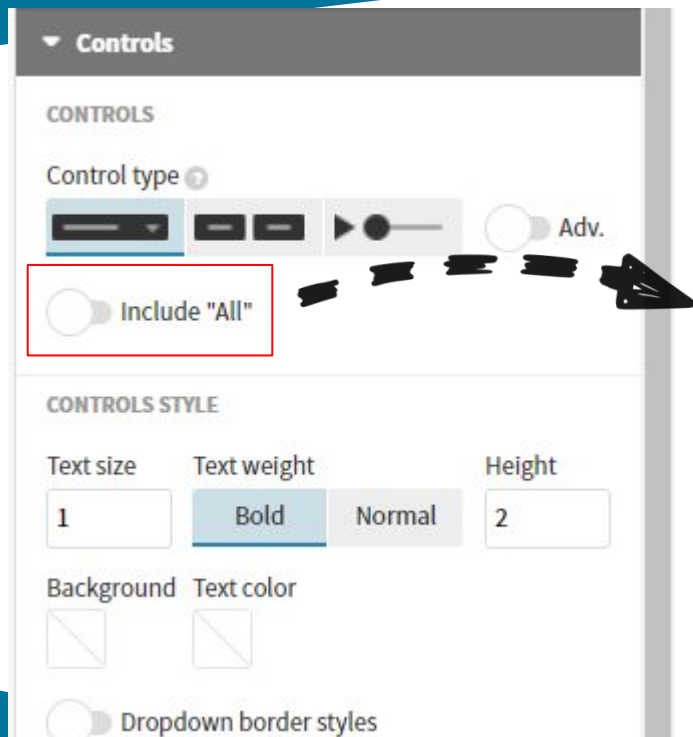 Controls
CONTROLS
Control type ?
Adv.
Include "All"
CONTROLS STYLE
Text size Text weight Height
1 Bold Normal 2
Background Text color
Dropdown border styles